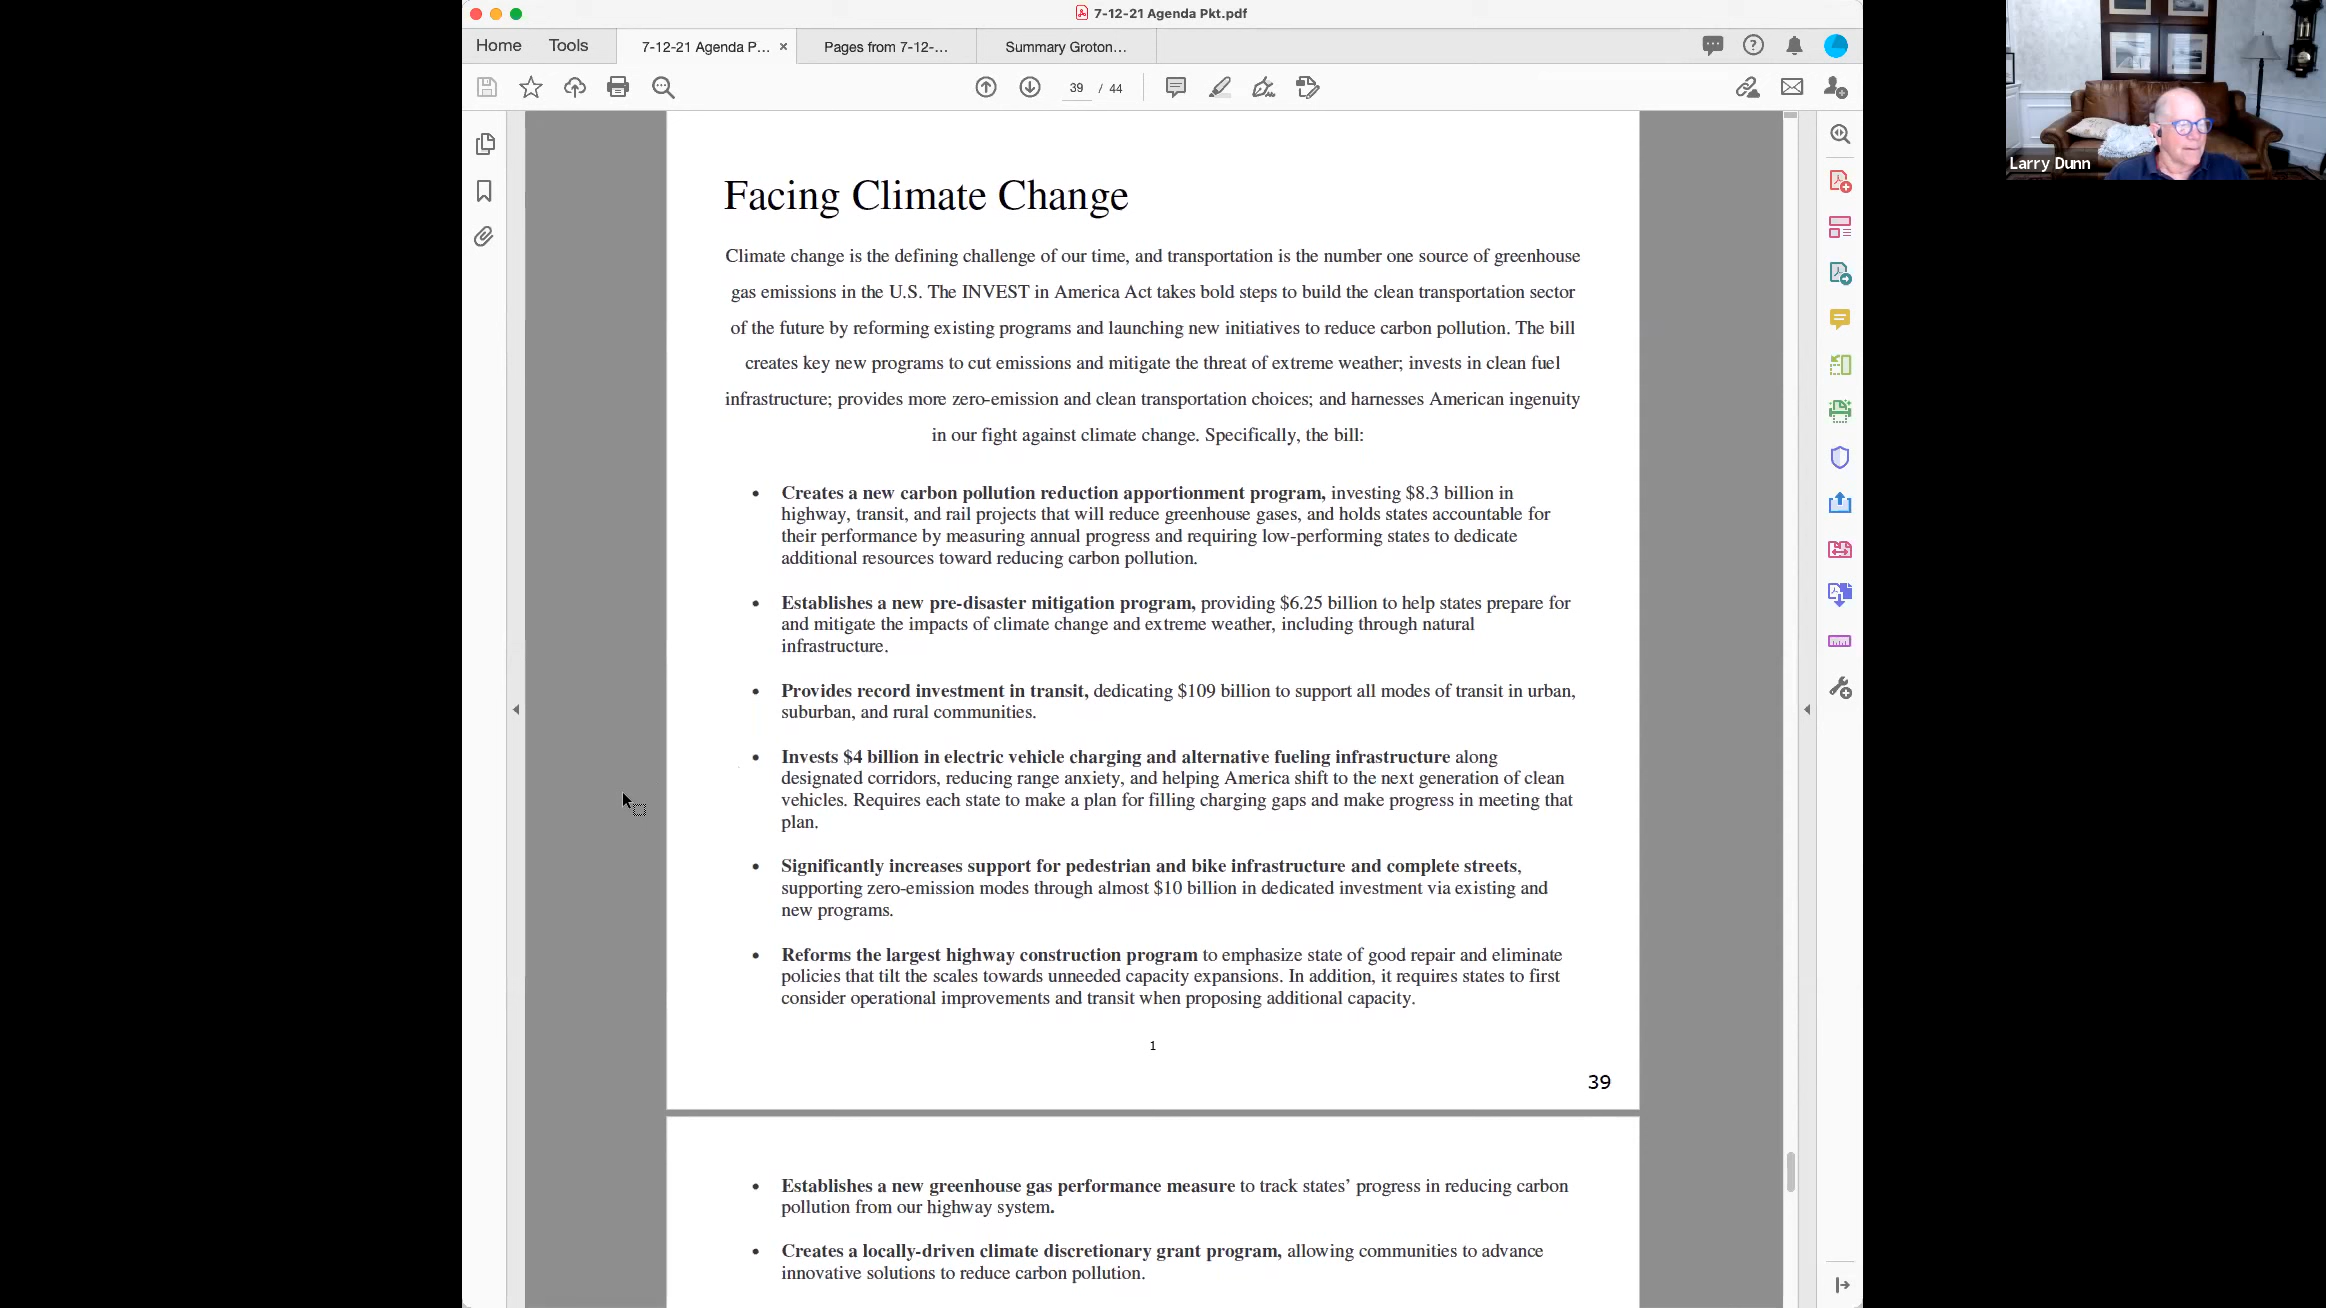 7-12-21 Agenda Pkt.pdf
Home
Tools
7-12-21 Agenda P...
Pages from 7-12-...
Summary Groton...
39 / 44
Larry Dunn
Facing Climate Change
Climate change is the defining challenge of our time, and transportation is the number one source of greenhouse
gas emissions in the U.S. The INVEST in America Act takes bold steps to build the clean transportation sector
of the future by reforming existing programs and launching new initiatives to reduce carbon pollution. The bill
creates key new programs to cut emissions and mitigate the threat of extreme weather; invests in clean fuel
infrastructure; provides more zero-emission and clean transportation choices; and harnesses American ingenuity
in our fight against climate change. Specifically, the bill:
• Creates a new carbon pollution reduction apportionment program, investing $8.3 billion in
highway, transit, and rail projects that will reduce greenhouse gases, and holds states accountable for
their performance by measuring annual progress and requiring low-performing states to dedicate
additional resources toward reducing carbon pollution.
• Establishes a new pre-disaster mitigation program, providing $6.25 billion to help states prepare for
and mitigate the impacts of climate change and extreme weather, including through natural
infrastructure.
• Provides record investment in transit, dedicating $109 billion to support all modes of transit in urban,
suburban, and rural communities.
• Invests $4 billion in electric vehicle charging and alternative fueling infrastructure along
designated corridors, reducing range anxiety, and helping America shift to the next generation of clean
vehicles. Requires each state to make a plan for filling charging gaps and make progress in meeting that
plan.
• Significantly increases support for pedestrian and bike infrastructure and complete streets,
supporting zero-emission modes through almost $10 billion in dedicated investment via existing and
new programs.
• Reforms the largest highway construction program to emphasize state of good repair and eliminate
policies that tilt the scales towards unneeded capacity expansions. In addition, it requires states to first
consider operational improvements and transit when proposing additional capacity.
1
39
• Establishes a new greenhouse gas performance measure to track states’ progress in reducing carbon
pollution from our highway system.
• Creates a locally-driven climate discretionary grant program, allowing communities to advance
innovative solutions to reduce carbon pollution.